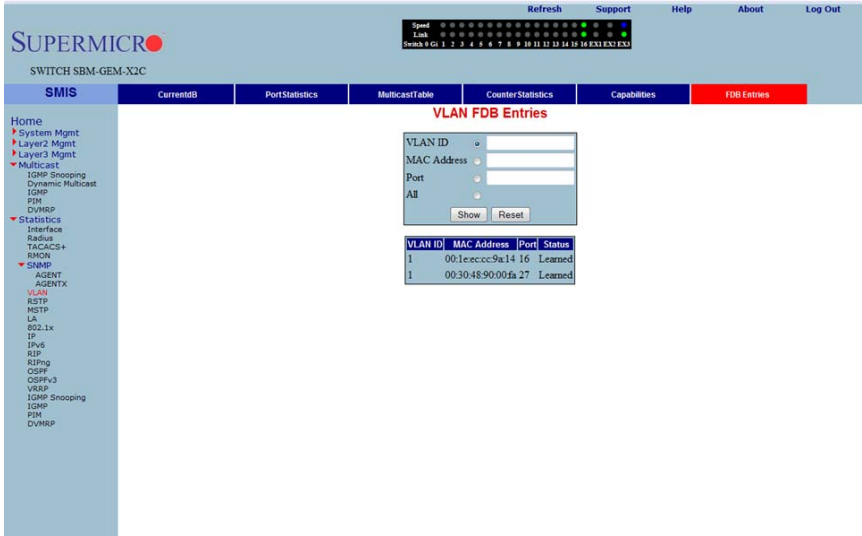 Refresh Support Help About Log Out
Speed
Link
Switch 0 Gi 1 2 3 4 5 6 7 8 9 10 11 12 13 14 15 16 EX1 EX2 EX3
SUPERMICRO
SWITCH SBM-GEM-X2C
SMIS CurrentdB PortStatistics MulticastTable CounterStatistics Capabilities FDB Entries
Home
System Mgmt
Layer2 Mgmt
Layer3 Mgmt
Multicast
IGMP Snooping
Dynamic Multicast
IGMP
PIM
DVMRP
Statistics
Interface
Radius
TACACS+
RMON
SNMP
AGENT
AGENTX
VLAN
RSTP
MSTP
LA
802.1x
IP
IPv6
RIP
RIPng
OSPF
OSPFv3
VRRP
IGMP Snooping
IGMP
PIM
DVMRP
VLAN FDB Entries
VLAN ID
MAC Address
Port
All
Show Reset
VLAN ID MAC Address Port Status
1 00:1e:ec:cc:9a:14 16 Learned
1 00:30:48:90:00:fa 27 Learned